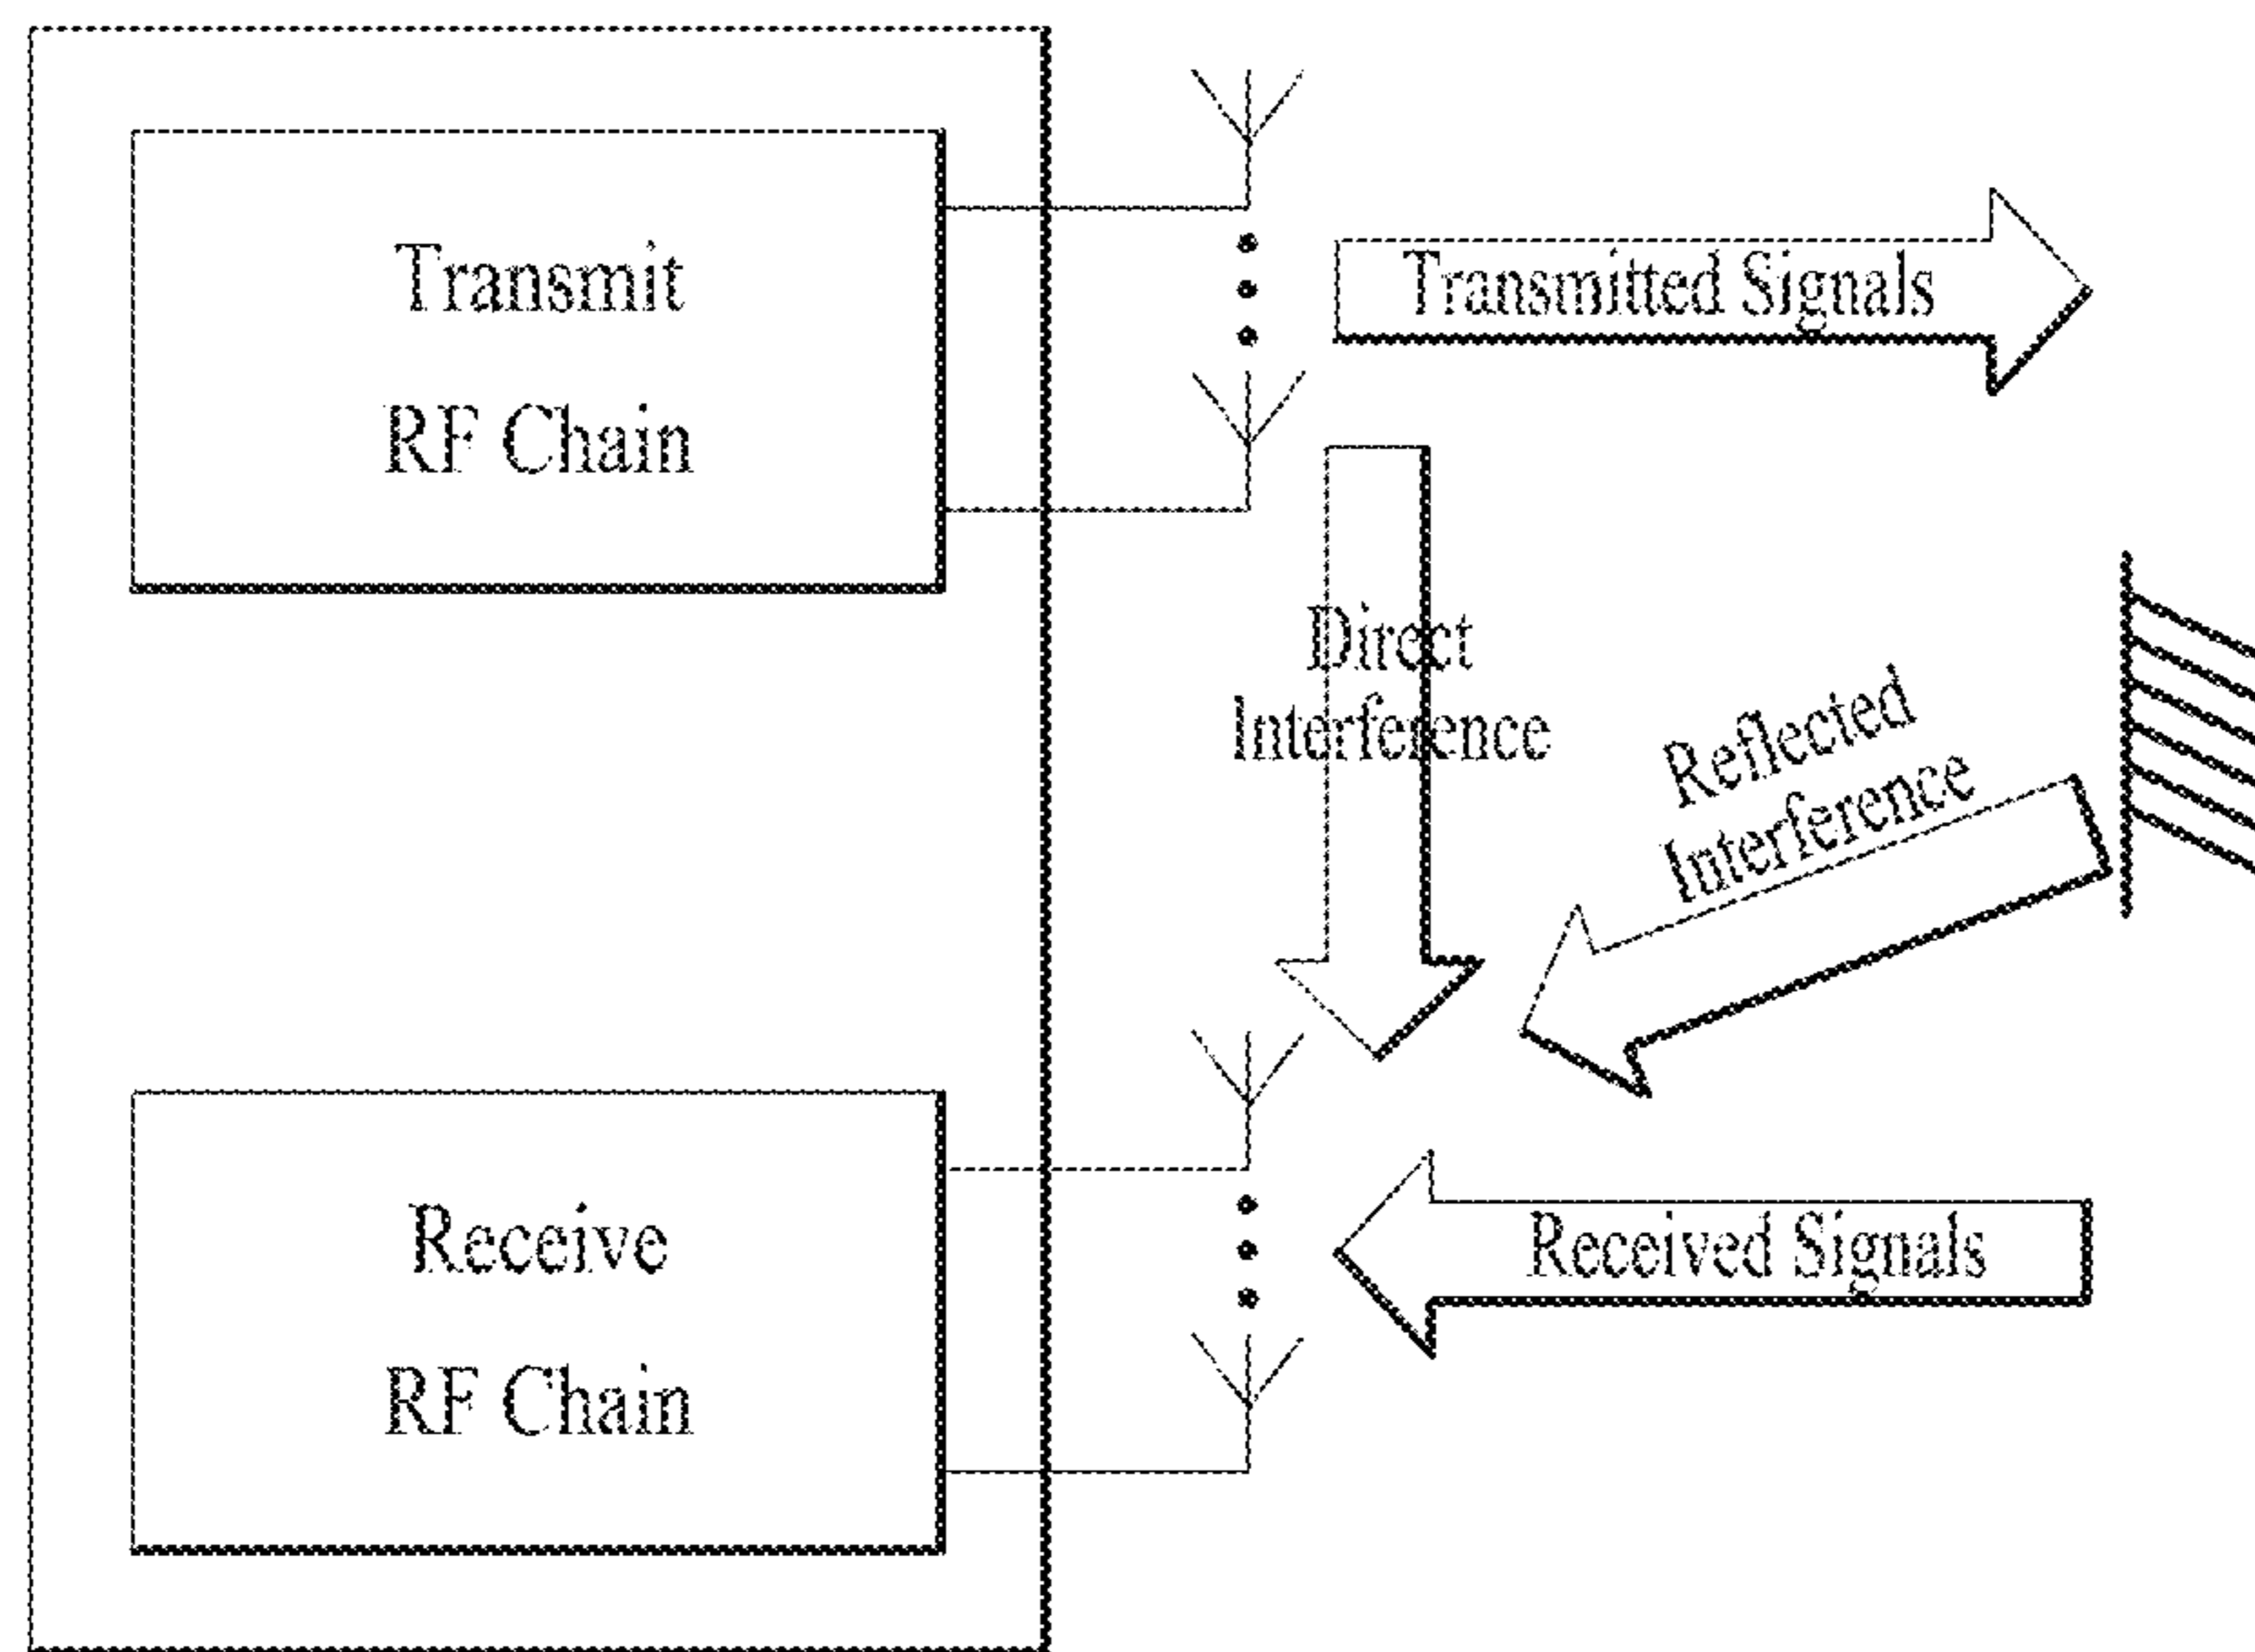 Transmit
RF Chain
Transmitted Signals
Direct
Interference
Reflected
Interference
Receive
RF Chain
Received Signals